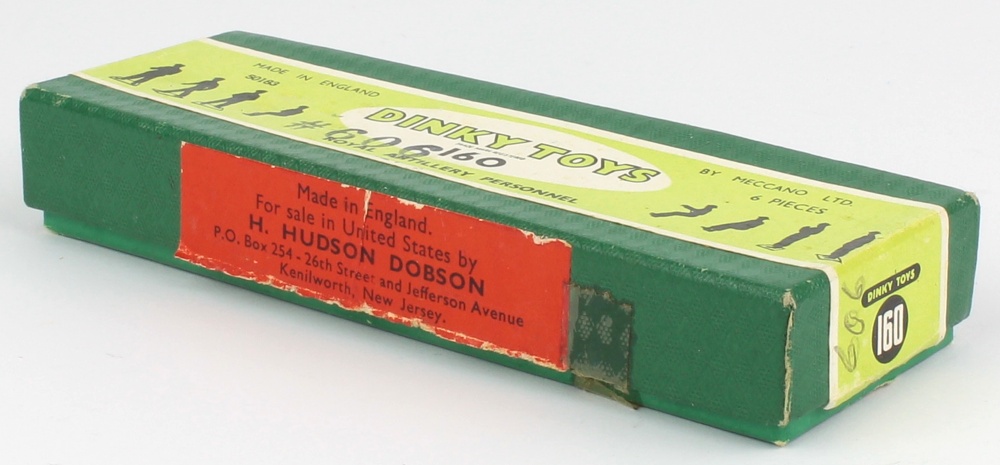 MADE IN ENGLAND
50183
DINKY TOYS
#606
160
ROYAL ARTILLERY PERSONNEL
BY MECCANO LTD.
6 PIECES
Made in England.
For sale in United States by
H. HUDSON DOBSON
P.O. Box 254 - 26th Street and Jefferson Avenue
Kenilworth, New Jersey.
606
DINKY TOYS
160